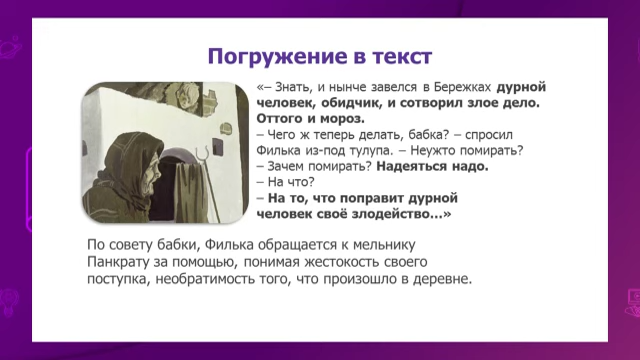 Погружение в текст
«– Знать, и нынче завелся в Бережках дурной
человек, обидчик, и сотворил злое дело.
Оттого и мороз.
– Чего ж теперь делать, бабка? – спросил
Филька из-под тулупа. – Неужто помирать?
– Зачем помирать? Надеяться надо.
– На что?
– На то, что поправит дурной
человек своё злодейство…»
По совету бабки, Филька обращается к мельнику
Панкрату за помощью, понимая жестокость своего
поступка, необратимость того, что произошло в деревне.